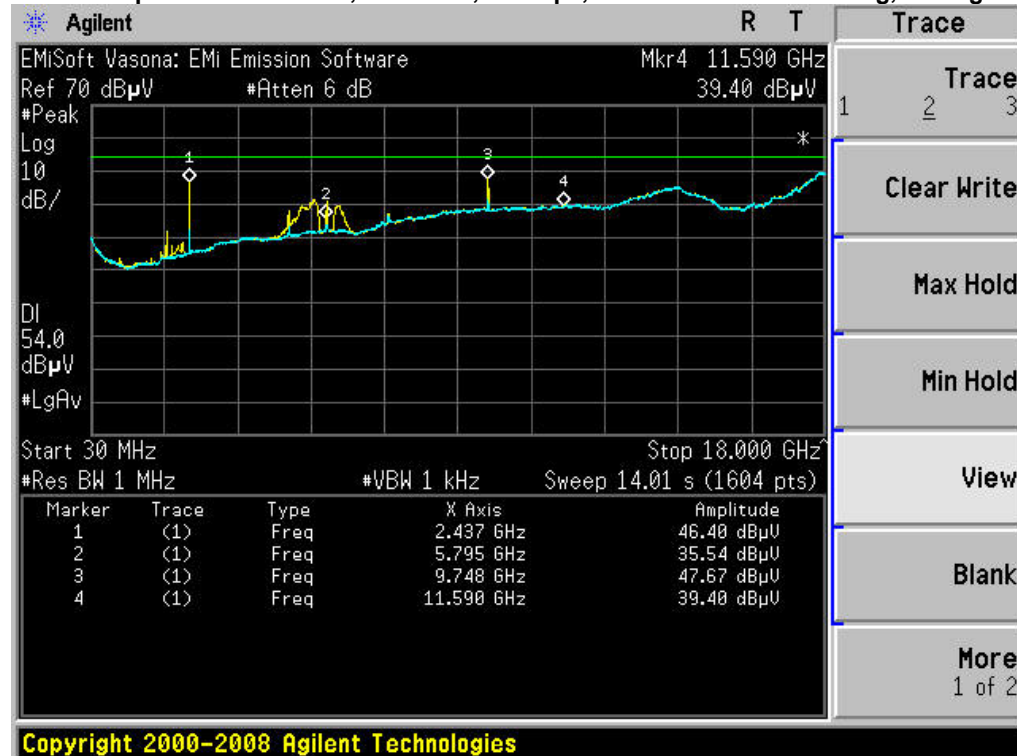 Agilent R T Trace
EMiSoft Vasona: EMi Emission Software Mkr4 11.590 GHz
Ref 70 dBµV #Atten 6 dB 39.40 dBµV
#Peak
Log
10
dB/
1
2
3
4
*
DI
54.0
dBµV
#LgAv
Start 30 MHz Stop 18.000 GHz^
#Res BW 1 MHz #VBW 1 kHz Sweep 14.01 s (1604 pts)
Marker Trace Type X Axis Amplitude
1 (1) Freq 2.437 GHz 46.40 dBµV
2 (1) Freq 5.795 GHz 35.54 dBµV
3 (1) Freq 9.748 GHz 47.67 dBµV
4 (1) Freq 11.590 GHz 39.40 dBµV
Trace
1 2 3
Clear Write
Max Hold
Min Hold
View
Blank
More
1 of 2
Copyright 2000-2008 Agilent Technologies